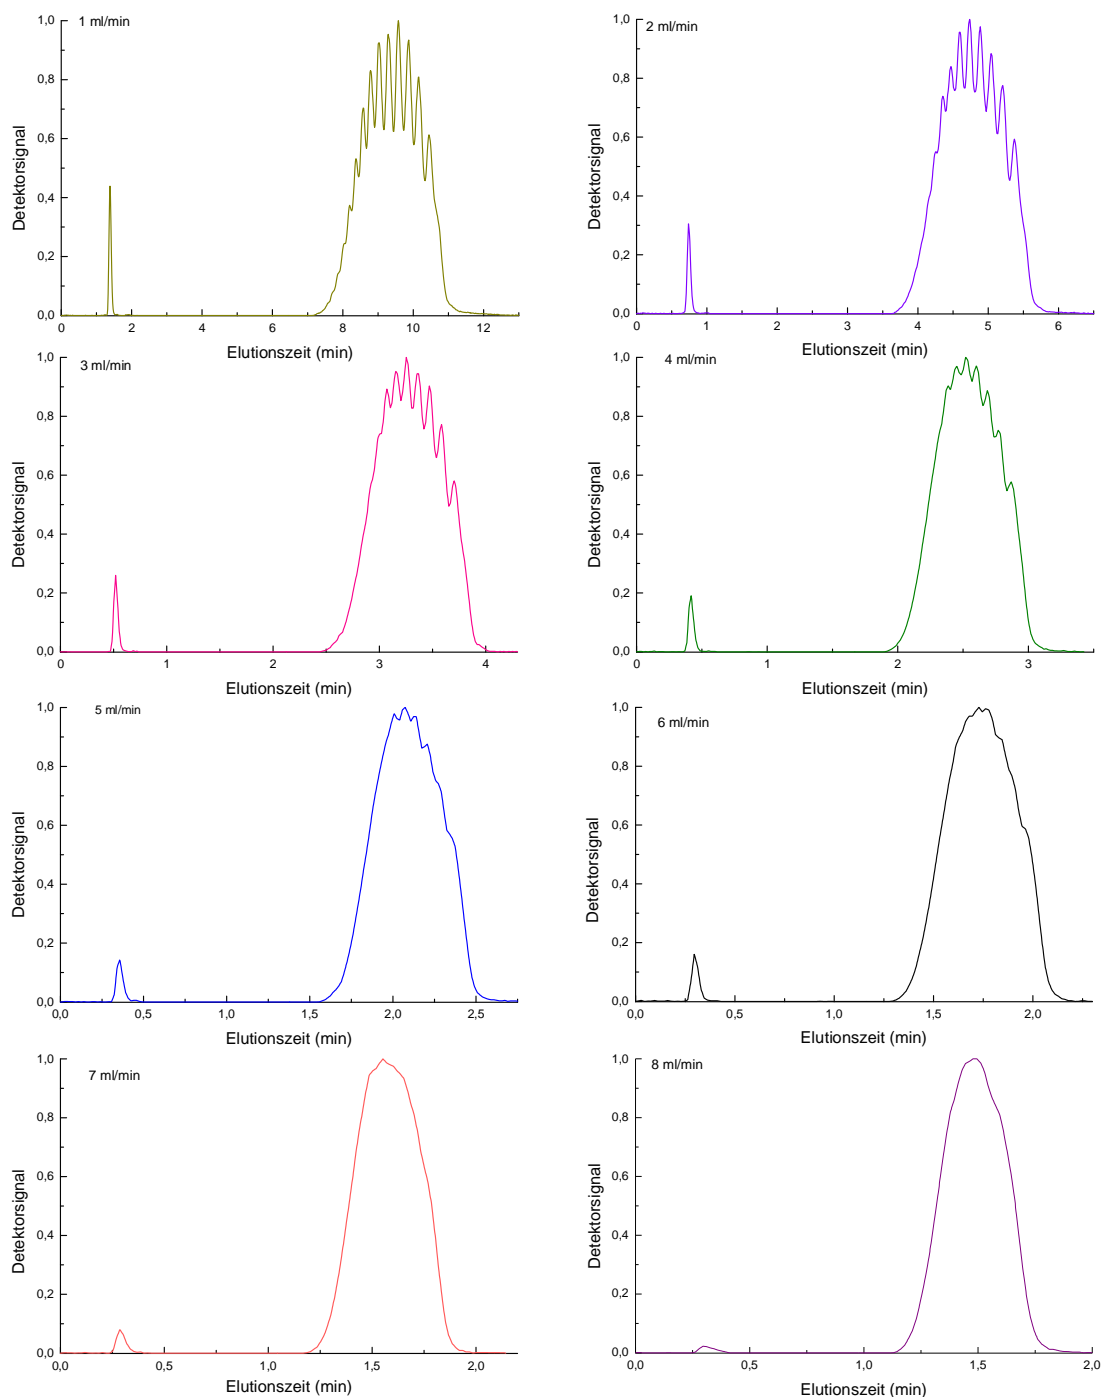 1 ml/min
1,0
0,8
0,6
0,4
0,2
0,0
Detektorsignal
0 2 4 6 8 10 12
Elutionszeit (min)
2 ml/min
1,0
0,8
0,6
0,4
0,2
0,0
Detektorsignal
0 1 2 3 4 5 6
Elutionszeit (min)
3 ml/min
1,0
0,8
0,6
0,4
0,2
0,0
Detektorsignal
0 1 2 3 4
Elutionszeit (min)
4 ml/min
1,0
0,8
0,6
0,4
0,2
0,0
Detektorsignal
0 1 2 3
Elutionszeit (min)
5 ml/min
1,0
0,8
0,6
0,4
0,2
0,0
Detektorsignal
0,0 0,5 1,0 1,5 2,0 2,5
Elutionszeit (min)
6 ml/min
1,0
0,8
0,6
0,4
0,2
0,0
Detektorsignal
0,0 0,5 1,0 1,5 2,0
Elutionszeit (min)
7 ml/min
1,0
0,8
0,6
0,4
0,2
0,0
Detektorsignal
0,0 0,5 1,0 1,5 2,0
Elutionszeit (min)
8 ml/min
1,0
0,8
0,6
0,4
0,2
0,0
Detektorsignal
0,0 0,5 1,0 1,5 2,0
Elutionszeit (min)